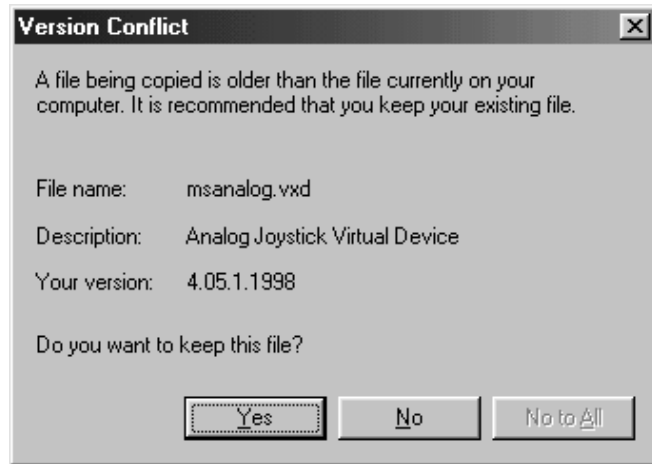 Version Conflict
A file being copied is older than the file currently on your
computer. It is recommended that you keep your existing file.
File name: msanalog.vxd
Description: Analog Joystick Virtual Device
Your version: 4.05.1.1998
Do you want to keep this file?
Yes No No to All